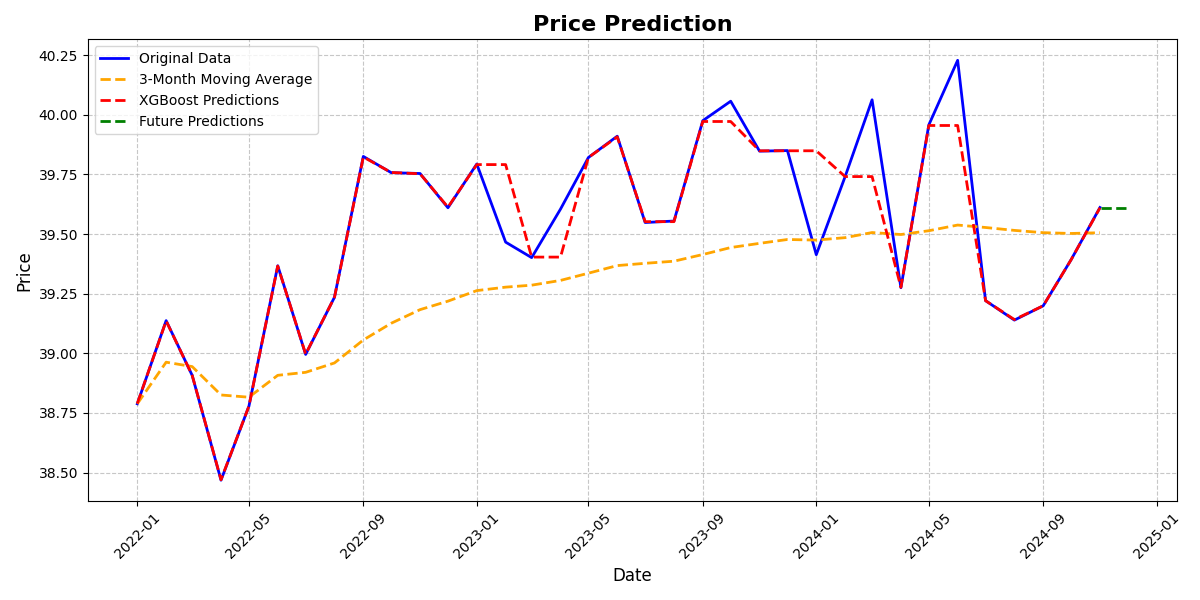 Price Prediction
Original Data
3-Month Moving Average
XGBoost Predictions
Future Predictions
Price
40.25
40.00
39.75
39.50
39.25
39.00
38.75
38.50
2022-01
2022-05
2022-09
2023-01
2023-05
2023-09
2024-01
2024-05
2024-09
2025-01
Date